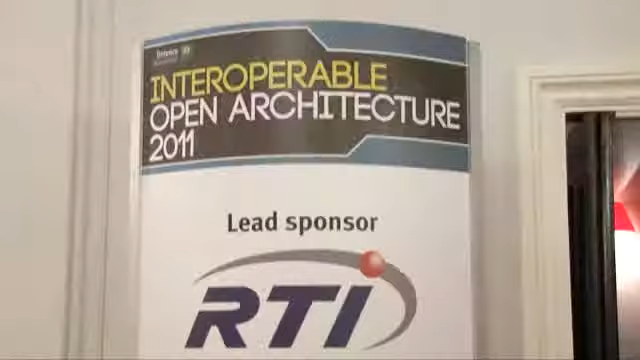 INTEROPERABLE
OPEN ARCHITECTURE
2011
Lead sponsor
RTI